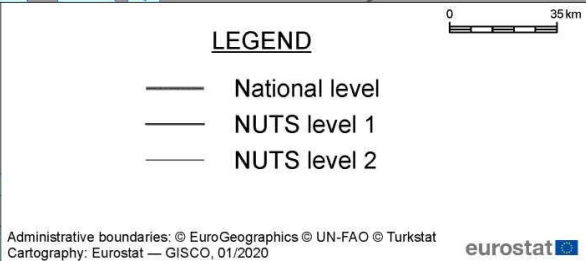 0 35 km
LEGEND
National level
NUTS level 1
NUTS level 2
Administrative boundaries: © EuroGeographics © UN-FAO © Turkstat
Cartography: Eurostat — GISCO, 01/2020
eurostat